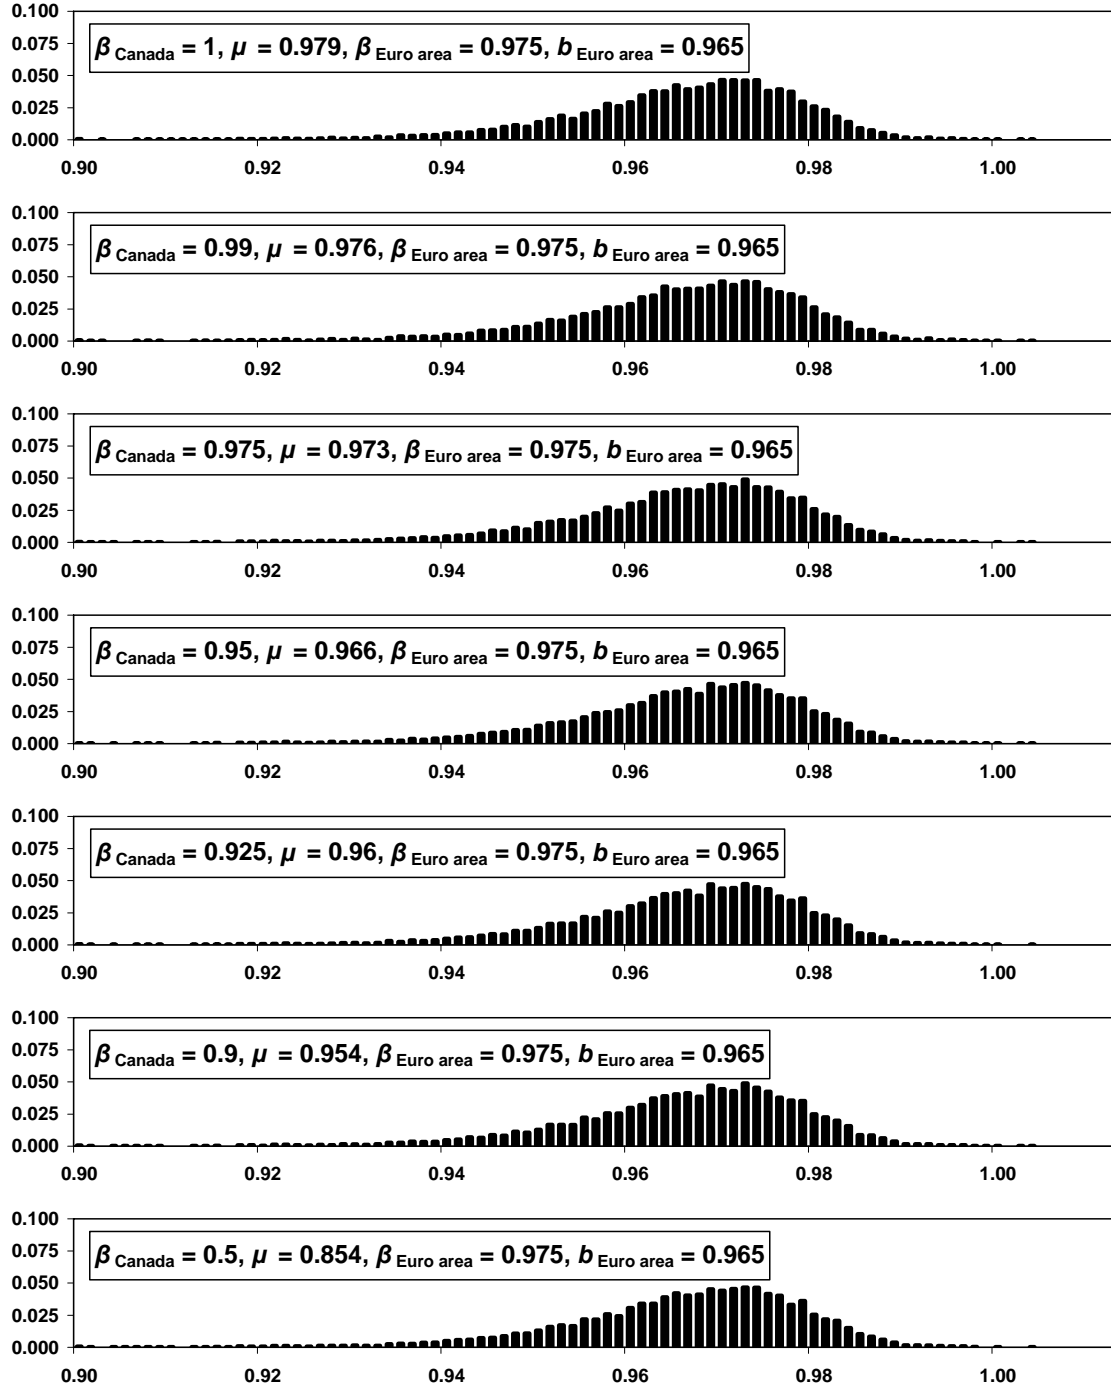 0.100
β Canada = 1, μ = 0.979, β Euro area = 0.975, b Euro area = 0.965
0.075
0.050
0.025
0.000
0.90 0.92 0.94 0.96 0.98 1.00
0.100
β Canada = 0.99, μ = 0.976, β Euro area = 0.975, b Euro area = 0.965
0.075
0.050
0.025
0.000
0.90 0.92 0.94 0.96 0.98 1.00
0.100
β Canada = 0.975, μ = 0.973, β Euro area = 0.975, b Euro area = 0.965
0.075
0.050
0.025
0.000
0.90 0.92 0.94 0.96 0.98 1.00
0.100
β Canada = 0.95, μ = 0.966, β Euro area = 0.975, b Euro area = 0.965
0.075
0.050
0.025
0.000
0.90 0.92 0.94 0.96 0.98 1.00
0.100
β Canada = 0.925, μ = 0.96, β Euro area = 0.975, b Euro area = 0.965
0.075
0.050
0.025
0.000
0.90 0.92 0.94 0.96 0.98 1.00
0.100
β Canada = 0.9, μ = 0.954, β Euro area = 0.975, b Euro area = 0.965
0.075
0.050
0.025
0.000
0.90 0.92 0.94 0.96 0.98 1.00
0.100
β Canada = 0.5, μ = 0.854, β Euro area = 0.975, b Euro area = 0.965
0.075
0.050
0.025
0.000
0.90 0.92 0.94 0.96 0.98 1.00